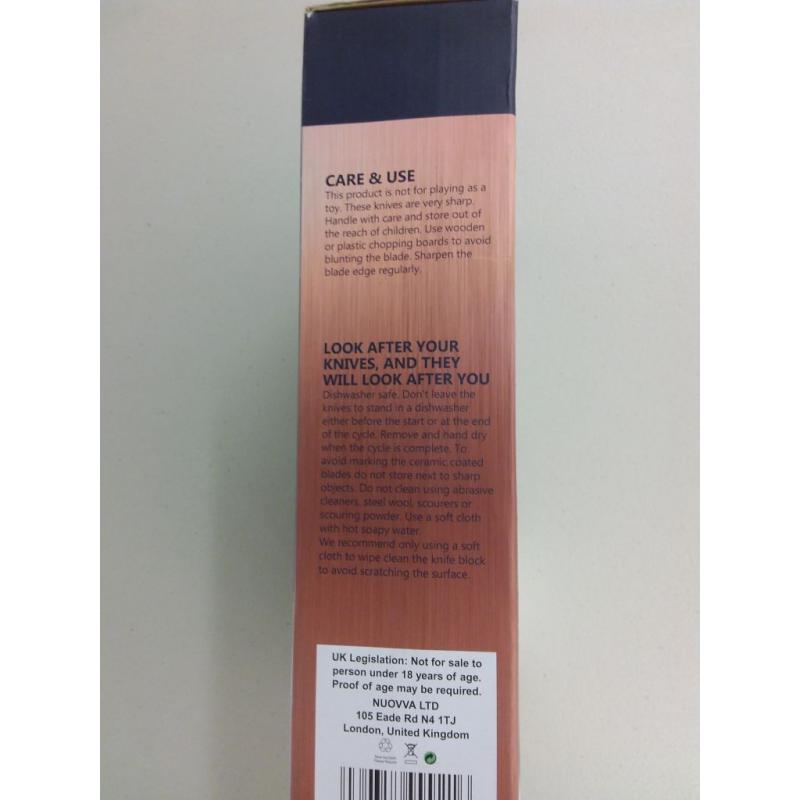 CARE & USE
This product is not for playing as a
toy. These knives are very sharp.
Handle with care and store out of
the reach of children. Use wooden
or plastic chopping boards to avoid
blunting the blade. Sharpen the
blade edge regularly.
LOOK AFTER YOUR
KNIVES, AND THEY
WILL LOOK AFTER YOU
Dishwasher safe. Don't leave the
knives to stand in a dishwasher
either before the start or at the end
of the cycle. Remove and hand dry
when the cycle is complete. To
avoid marking the ceramic coated
blades do not store next to sharp
objects. Do not clean using abrasive
cleaners, steel wool, scourers or
scouring powder. Use a soft cloth
with hot soapy water.
We recommend only using a soft
cloth to wipe clean the knife block
to avoid scratching the surface.
UK Legislation: Not for sale to
person under 18 years of age.
Proof of age may be required.
NUOVVA LTD
105 Eade Rd N4 1TJ
London, United Kingdom